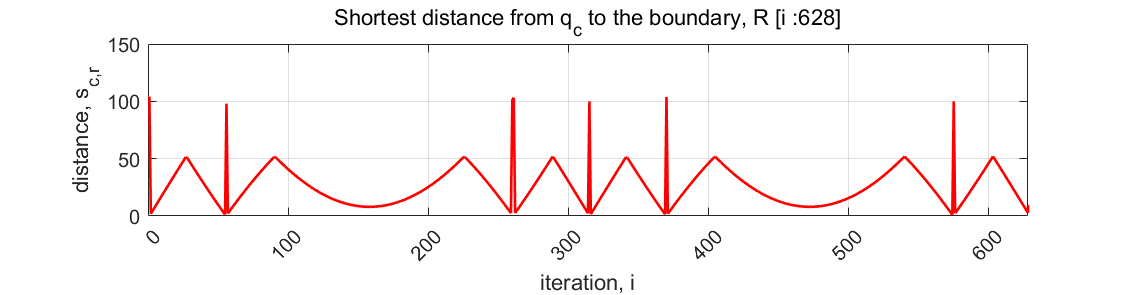 Shortest distance from q_c to the boundary, R [i :628]
distance, s_c,r
150
100
50
0
0 100 200 300 400 500 600
iteration, i